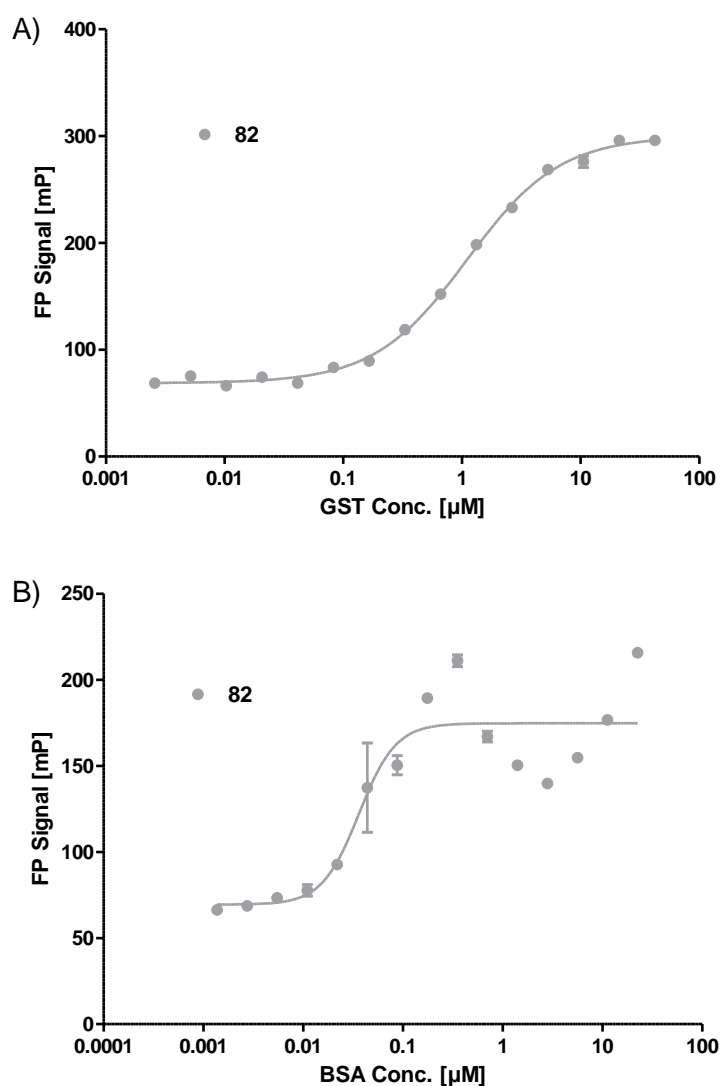 A)
400
300
200
100
0
FP Signal [mP]
82
0.001 0.01 0.1 1 10 100
GST Conc. [µM]
B)
250
200
150
100
50
0
FP Signal [mP]
82
0.0001 0.001 0.01 0.1 1 10 100
BSA Conc. [µM]